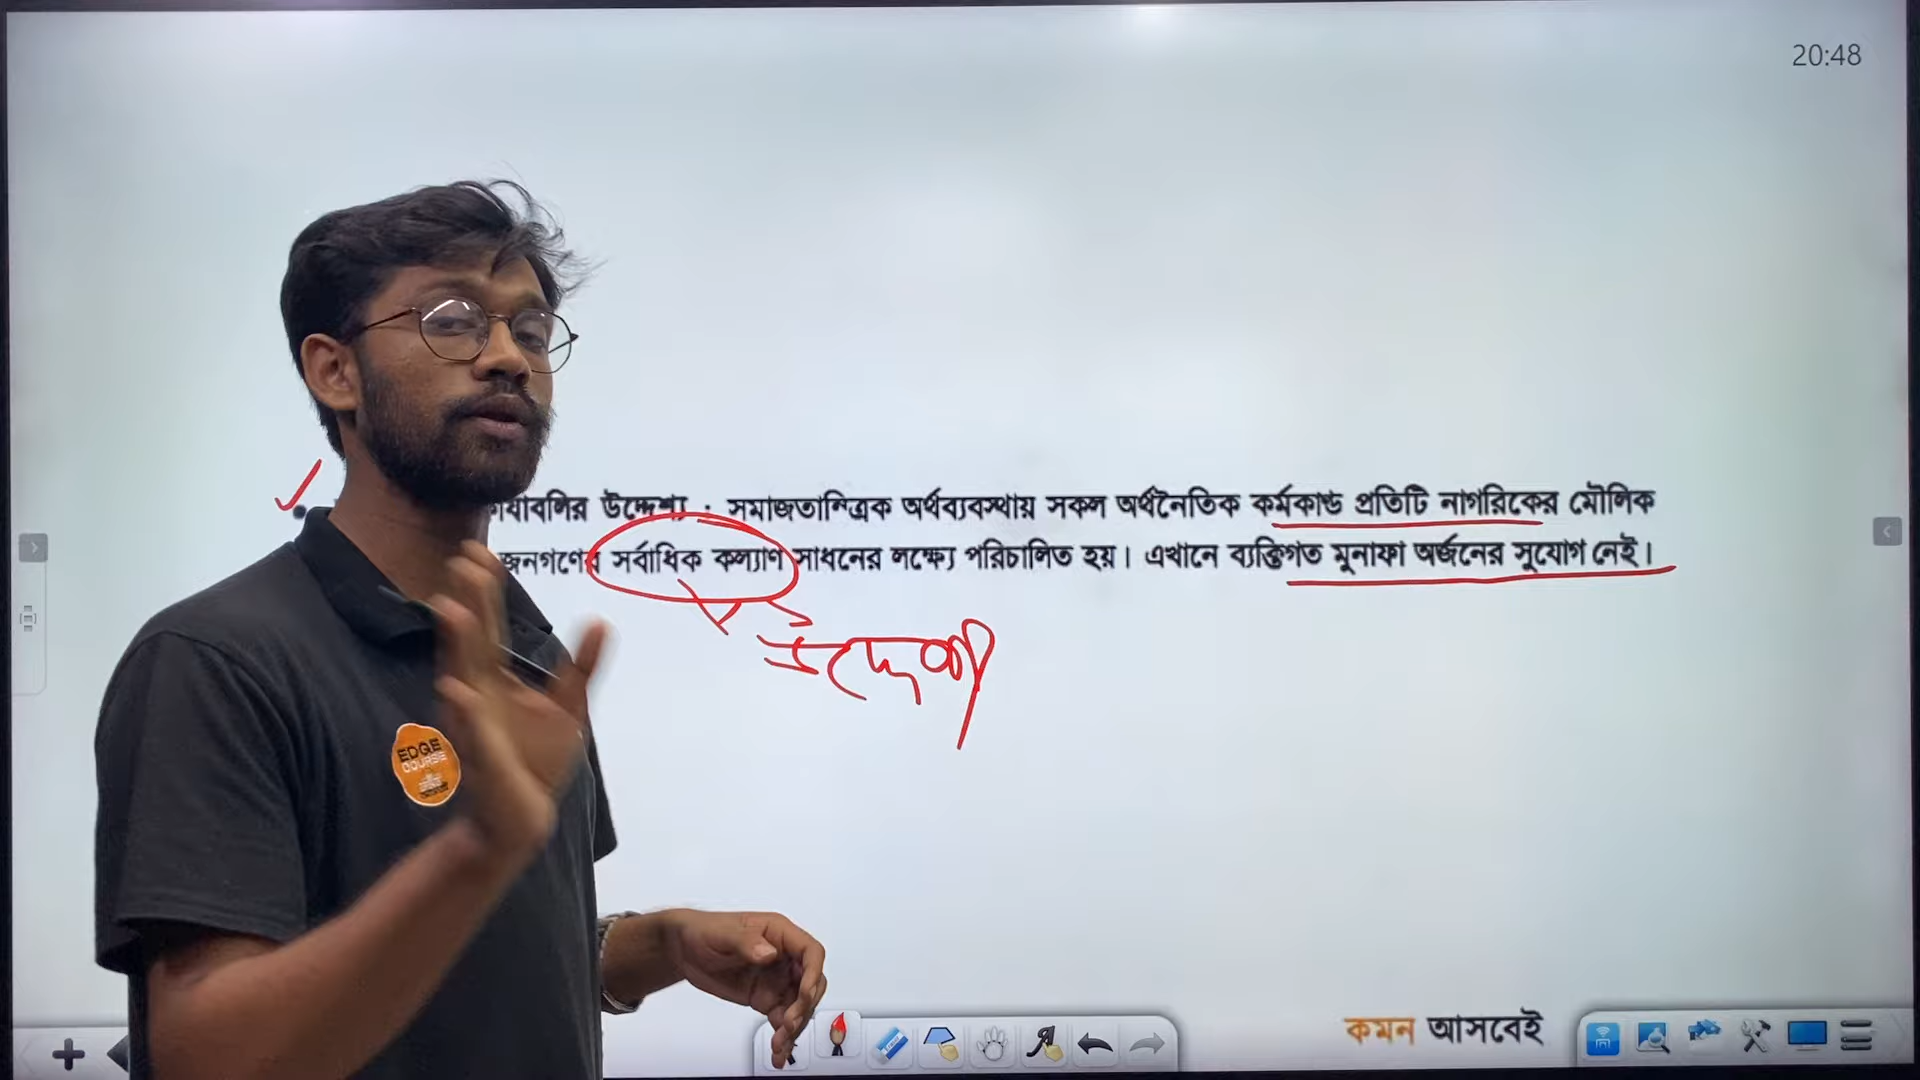 20:48
কার্যাবলির উদ্দেশ্য : সমাজতান্ত্রিক অর্থব্যবস্থায় সকল অর্থনৈতিক কর্মকাণ্ড প্রতিটি নাগরিকের মৌলিক
জনগণের সর্বাধিক কল্যাণ সাধনের লক্ষ্যে পরিচালিত হয়। এখানে ব্যক্তিগত মুনাফা অর্জনের সুযোগ নেই।
EDGE
COURSE
কমন আসবেই